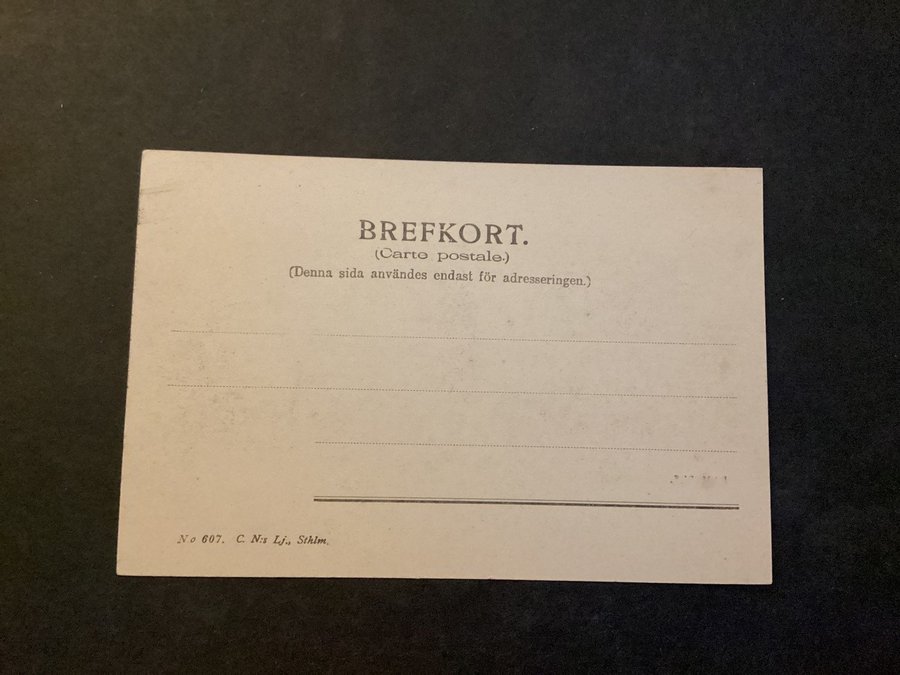 BREFKORT.
(Carte postale.)
(Denna sida användes endast för adresseringen.)
No 607. C. N:s Lj., Sthlm.